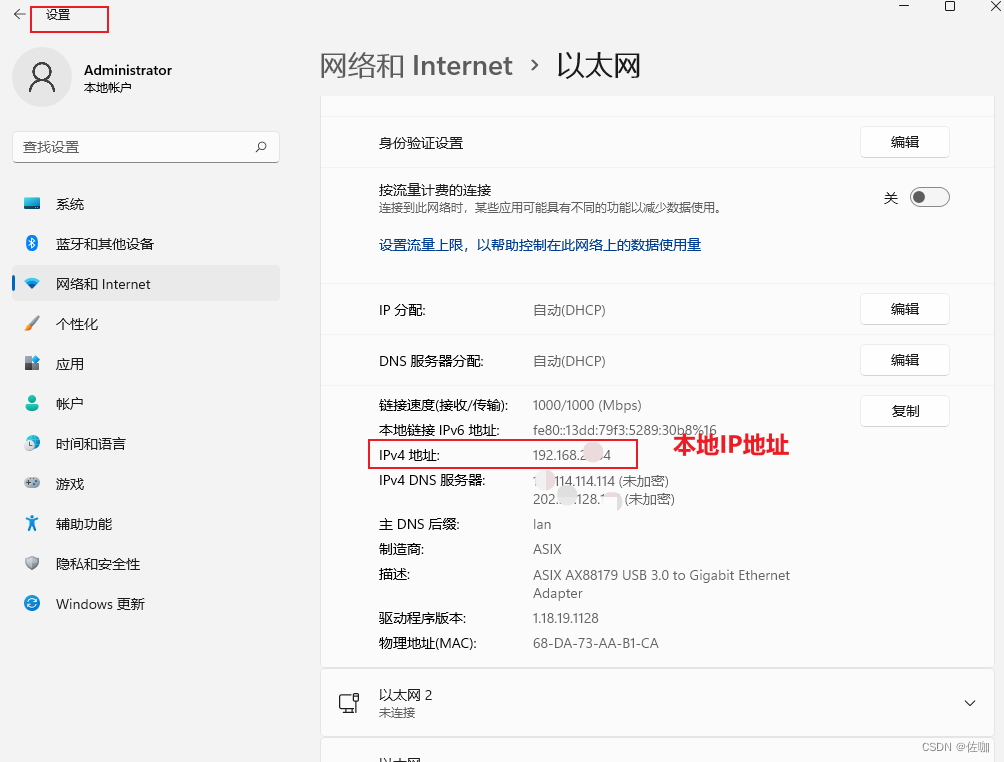 设置
Administrator
本地帐户
查找设置
系统
蓝牙和其他设备
网络和 Internet
个性化
应用
帐户
时间和语言
游戏
辅助功能
隐私和安全性
Windows 更新
网络和 Internet › 以太网
身份验证设置 编辑
按流量计费的连接 关
连接到此网络时，某些应用可能具有不同的功能以减少数据使用。
设置流量上限，以帮助控制在此网络上的数据使用量
IP 分配: 自动(DHCP) 编辑
DNS 服务器分配: 自动(DHCP) 编辑
链接速度(接收/传输): 1000/1000 (Mbps) 复制
本地链接 IPv6 地址: fe80::13dd:79f3:5289:30b8%16
IPv4 地址: 192.168. 本地IP地址
IPv4 DNS 服务器: 114.114.114 (未加密)
202. .128. (未加密)
主 DNS 后缀: lan
制造商: ASIX
描述: ASIX AX88179 USB 3.0 to Gigabit Ethernet
Adapter
驱动程序版本: 1.18.19.1128
物理地址(MAC): 68-DA-73-AA-B1-CA
以太网 2
未连接
CSDN @佐咖